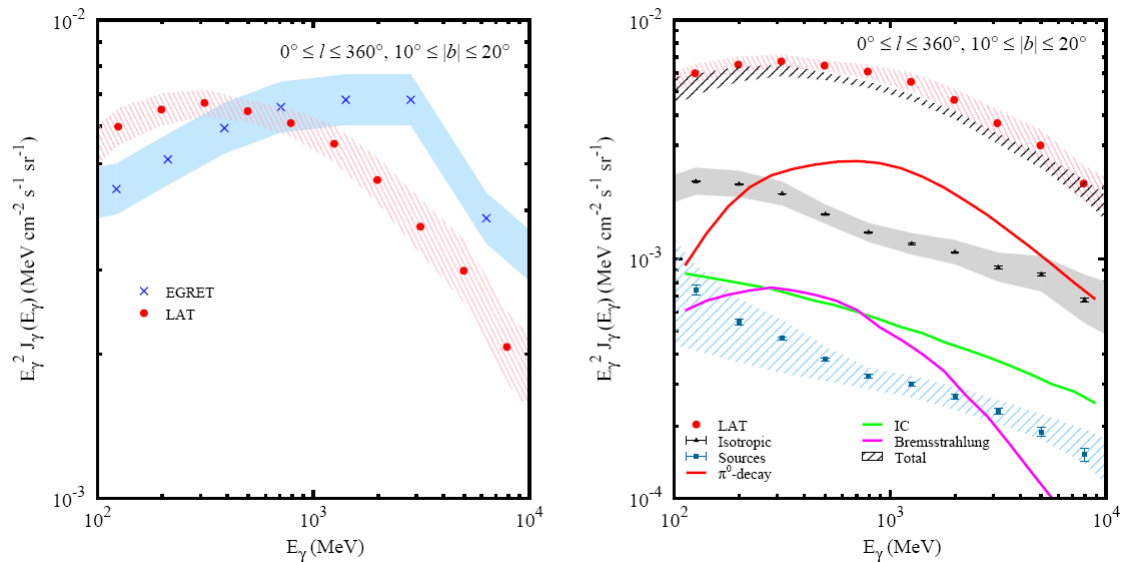 10⁻²
0° ≤ l ≤ 360°, 10° ≤ |b| ≤ 20°
E_γ² J_γ(E_γ) (MeV cm⁻² s⁻¹ sr⁻¹)
EGRET
LAT
10⁻³
10² 10³ 10⁴
E_γ (MeV)
10⁻²
0° ≤ l ≤ 360°, 10° ≤ |b| ≤ 20°
E_γ² J_γ(E_γ) (MeV cm⁻² s⁻¹ sr⁻¹)
10⁻³
LAT
Isotropic
Sources
π⁰-decay
IC
Bremsstrahlung
Total
10⁻⁴
10² 10³ 10⁴
E_γ (MeV)